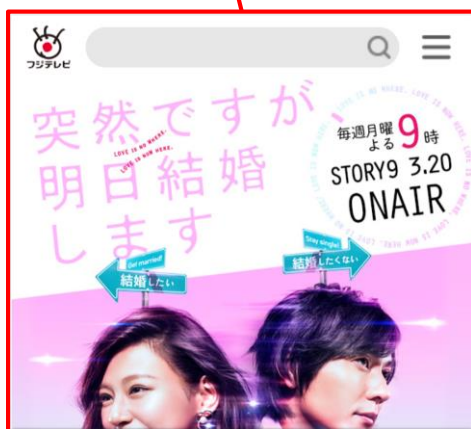 フジテレビ
突然ですが
明日結婚
します
LOVE IS NO WHERE.
LOVE IS NOW HERE.
毎週月曜
よる9時
STORY9 3.20
ONAIR
Get married!
結婚したい
Stay single!
結婚したくない